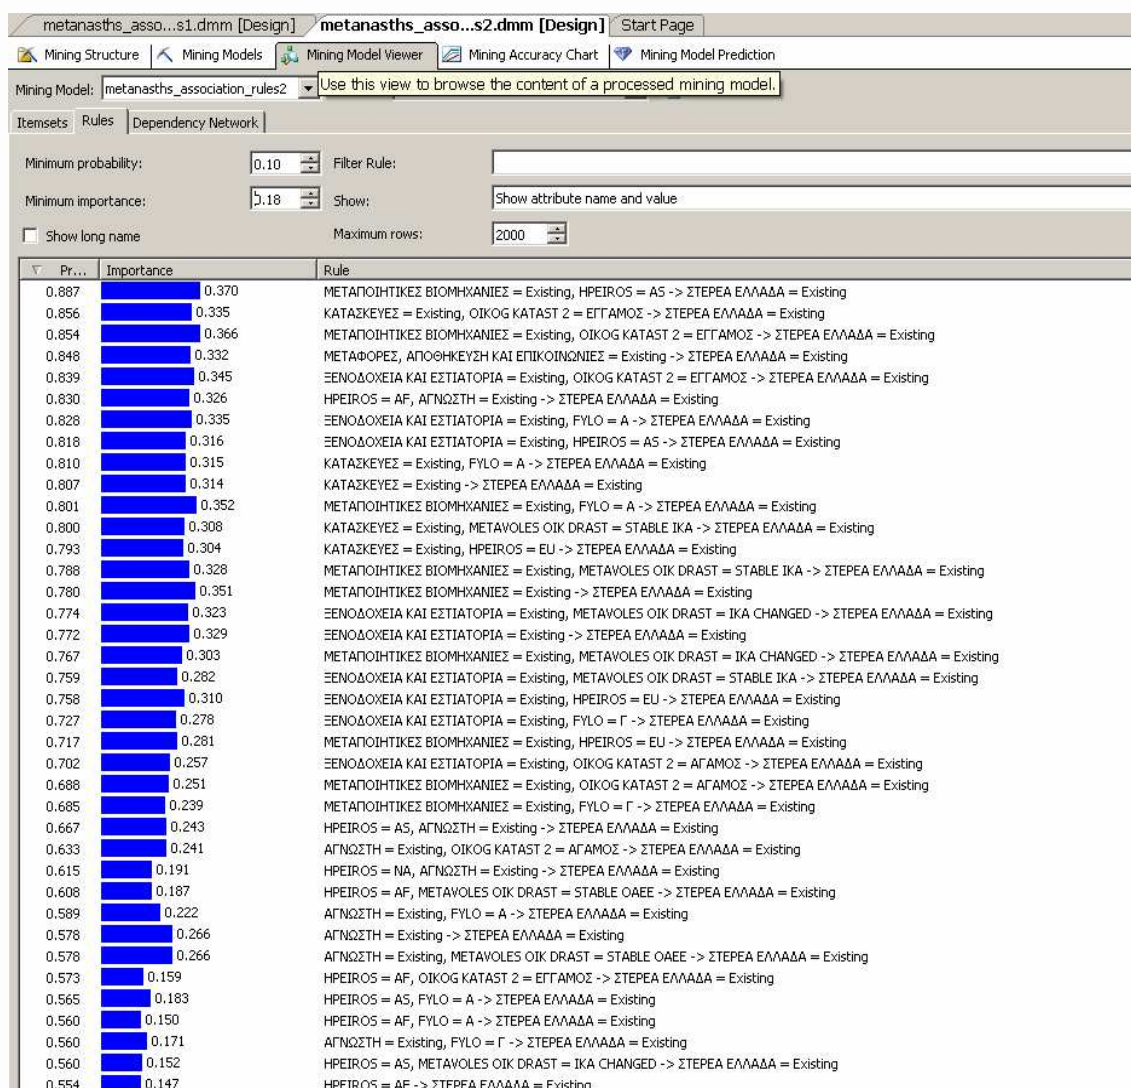 metanasths_asso...s1.dmm [Design] metanasths_asso...s2.dmm [Design] Start Page
Mining Structure Mining Models Mining Model Viewer Mining Accuracy Chart Mining Model Prediction
Mining Model: metanasths_association_rules2 Use this view to browse the content of a processed mining model.
Itemsets Rules Dependency Network
Minimum probability: 0.10 Filter Rule:
Minimum importance: .18 Show: Show attribute name and value
Show long name Maximum rows: 2000
Pr... Importance Rule
0.887 0.370 ΜΕΤΑΠΟΙΗΤΙΚΕΣ ΒΙΟΜΗΧΑΝΙΕΣ = Existing, HPEIROS = AS -> ΣΤΕΡΕΑ ΕΛΛΑΔΑ = Existing
0.856 0.335 ΚΑΤΑΣΚΕΥΕΣ = Existing, OIKOG KATAST 2 = ΕΓΓΑΜΟΣ -> ΣΤΕΡΕΑ ΕΛΛΑΔΑ = Existing
0.854 0.366 ΜΕΤΑΠΟΙΗΤΙΚΕΣ ΒΙΟΜΗΧΑΝΙΕΣ = Existing, OIKOG KATAST 2 = ΕΓΓΑΜΟΣ -> ΣΤΕΡΕΑ ΕΛΛΑΔΑ = Existing
0.848 0.332 ΜΕΤΑΦΟΡΕΣ, ΑΠΟΘΗΚΕΥΣΗ ΚΑΙ ΕΠΙΚΟΙΝΩΝΙΕΣ = Existing -> ΣΤΕΡΕΑ ΕΛΛΑΔΑ = Existing
0.839 0.345 ΞΕΝΟΔΟΧΕΙΑ ΚΑΙ ΕΣΤΙΑΤΟΡΙΑ = Existing, OIKOG KATAST 2 = ΕΓΓΑΜΟΣ -> ΣΤΕΡΕΑ ΕΛΛΑΔΑ = Existing
0.830 0.326 HPEIROS = AF, ΑΓΝΩΣΤΗ = Existing -> ΣΤΕΡΕΑ ΕΛΛΑΔΑ = Existing
0.828 0.335 ΞΕΝΟΔΟΧΕΙΑ ΚΑΙ ΕΣΤΙΑΤΟΡΙΑ = Existing, FYLO = Α -> ΣΤΕΡΕΑ ΕΛΛΑΔΑ = Existing
0.818 0.316 ΞΕΝΟΔΟΧΕΙΑ ΚΑΙ ΕΣΤΙΑΤΟΡΙΑ = Existing, HPEIROS = AS -> ΣΤΕΡΕΑ ΕΛΛΑΔΑ = Existing
0.810 0.315 ΚΑΤΑΣΚΕΥΕΣ = Existing, FYLO = Α -> ΣΤΕΡΕΑ ΕΛΛΑΔΑ = Existing
0.807 0.314 ΚΑΤΑΣΚΕΥΕΣ = Existing -> ΣΤΕΡΕΑ ΕΛΛΑΔΑ = Existing
0.801 0.352 ΜΕΤΑΠΟΙΗΤΙΚΕΣ ΒΙΟΜΗΧΑΝΙΕΣ = Existing, FYLO = Α -> ΣΤΕΡΕΑ ΕΛΛΑΔΑ = Existing
0.800 0.308 ΚΑΤΑΣΚΕΥΕΣ = Existing, METAVOLES OIK DRAST = STABLE IKA -> ΣΤΕΡΕΑ ΕΛΛΑΔΑ = Existing
0.793 0.304 ΚΑΤΑΣΚΕΥΕΣ = Existing, HPEIROS = EU -> ΣΤΕΡΕΑ ΕΛΛΑΔΑ = Existing
0.788 0.328 ΜΕΤΑΠΟΙΗΤΙΚΕΣ ΒΙΟΜΗΧΑΝΙΕΣ = Existing, METAVOLES OIK DRAST = STABLE IKA -> ΣΤΕΡΕΑ ΕΛΛΑΔΑ = Existing
0.780 0.351 ΜΕΤΑΠΟΙΗΤΙΚΕΣ ΒΙΟΜΗΧΑΝΙΕΣ = Existing -> ΣΤΕΡΕΑ ΕΛΛΑΔΑ = Existing
0.774 0.323 ΞΕΝΟΔΟΧΕΙΑ ΚΑΙ ΕΣΤΙΑΤΟΡΙΑ = Existing, METAVOLES OIK DRAST = IKA CHANGED -> ΣΤΕΡΕΑ ΕΛΛΑΔΑ = Existing
0.772 0.329 ΞΕΝΟΔΟΧΕΙΑ ΚΑΙ ΕΣΤΙΑΤΟΡΙΑ = Existing -> ΣΤΕΡΕΑ ΕΛΛΑΔΑ = Existing
0.767 0.303 ΜΕΤΑΠΟΙΗΤΙΚΕΣ ΒΙΟΜΗΧΑΝΙΕΣ = Existing, METAVOLES OIK DRAST = IKA CHANGED -> ΣΤΕΡΕΑ ΕΛΛΑΔΑ = Existing
0.759 0.282 ΞΕΝΟΔΟΧΕΙΑ ΚΑΙ ΕΣΤΙΑΤΟΡΙΑ = Existing, METAVOLES OIK DRAST = STABLE IKA -> ΣΤΕΡΕΑ ΕΛΛΑΔΑ = Existing
0.758 0.310 ΞΕΝΟΔΟΧΕΙΑ ΚΑΙ ΕΣΤΙΑΤΟΡΙΑ = Existing, HPEIROS = EU -> ΣΤΕΡΕΑ ΕΛΛΑΔΑ = Existing
0.727 0.278 ΞΕΝΟΔΟΧΕΙΑ ΚΑΙ ΕΣΤΙΑΤΟΡΙΑ = Existing, FYLO = Γ -> ΣΤΕΡΕΑ ΕΛΛΑΔΑ = Existing
0.717 0.281 ΜΕΤΑΠΟΙΗΤΙΚΕΣ ΒΙΟΜΗΧΑΝΙΕΣ = Existing, HPEIROS = EU -> ΣΤΕΡΕΑ ΕΛΛΑΔΑ = Existing
0.702 0.257 ΞΕΝΟΔΟΧΕΙΑ ΚΑΙ ΕΣΤΙΑΤΟΡΙΑ = Existing, OIKOG KATAST 2 = ΑΓΑΜΟΣ -> ΣΤΕΡΕΑ ΕΛΛΑΔΑ = Existing
0.688 0.251 ΜΕΤΑΠΟΙΗΤΙΚΕΣ ΒΙΟΜΗΧΑΝΙΕΣ = Existing, OIKOG KATAST 2 = ΑΓΑΜΟΣ -> ΣΤΕΡΕΑ ΕΛΛΑΔΑ = Existing
0.685 0.239 ΜΕΤΑΠΟΙΗΤΙΚΕΣ ΒΙΟΜΗΧΑΝΙΕΣ = Existing, FYLO = Γ -> ΣΤΕΡΕΑ ΕΛΛΑΔΑ = Existing
0.667 0.243 HPEIROS = AS, ΑΓΝΩΣΤΗ = Existing -> ΣΤΕΡΕΑ ΕΛΛΑΔΑ = Existing
0.633 0.241 ΑΓΝΩΣΤΗ = Existing, OIKOG KATAST 2 = ΑΓΑΜΟΣ -> ΣΤΕΡΕΑ ΕΛΛΑΔΑ = Existing
0.615 0.191 HPEIROS = NA, ΑΓΝΩΣΤΗ = Existing -> ΣΤΕΡΕΑ ΕΛΛΑΔΑ = Existing
0.608 0.187 HPEIROS = AF, METAVOLES OIK DRAST = STABLE OAEE -> ΣΤΕΡΕΑ ΕΛΛΑΔΑ = Existing
0.589 0.222 ΑΓΝΩΣΤΗ = Existing, FYLO = Α -> ΣΤΕΡΕΑ ΕΛΛΑΔΑ = Existing
0.578 0.266 ΑΓΝΩΣΤΗ = Existing -> ΣΤΕΡΕΑ ΕΛΛΑΔΑ = Existing
0.578 0.266 ΑΓΝΩΣΤΗ = Existing, METAVOLES OIK DRAST = STABLE OAEE -> ΣΤΕΡΕΑ ΕΛΛΑΔΑ = Existing
0.573 0.159 HPEIROS = AF, OIKOG KATAST 2 = ΕΓΓΑΜΟΣ -> ΣΤΕΡΕΑ ΕΛΛΑΔΑ = Existing
0.565 0.183 HPEIROS = AS, FYLO = Α -> ΣΤΕΡΕΑ ΕΛΛΑΔΑ = Existing
0.560 0.150 HPEIROS = AF, FYLO = Α -> ΣΤΕΡΕΑ ΕΛΛΑΔΑ = Existing
0.560 0.171 ΑΓΝΩΣΤΗ = Existing, FYLO = Γ -> ΣΤΕΡΕΑ ΕΛΛΑΔΑ = Existing
0.560 0.152 HPEIROS = AS, METAVOLES OIK DRAST = IKA CHANGED -> ΣΤΕΡΕΑ ΕΛΛΑΔΑ = Existing
0.554 0.147 HPEIROS = AF -> ΣΤΕΡΕΑ ΕΛΛΑΔΑ = Existing